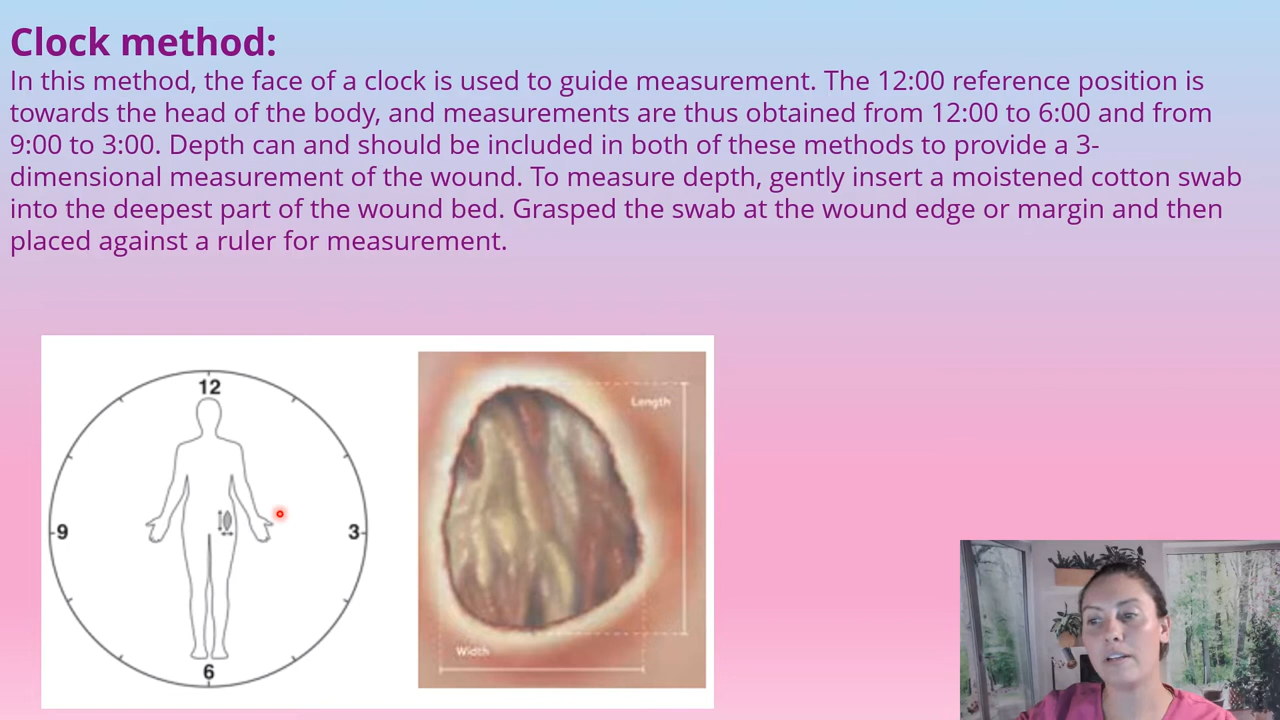 Clock method:
In this method, the face of a clock is used to guide measurement. The 12:00 reference position is
towards the head of the body, and measurements are thus obtained from 12:00 to 6:00 and from
9:00 to 3:00. Depth can and should be included in both of these methods to provide a 3-
dimensional measurement of the wound. To measure depth, gently insert a moistened cotton swab
into the deepest part of the wound bed. Grasped the swab at the wound edge or margin and then
placed against a ruler for measurement.
12
9
3
6
Length
Width